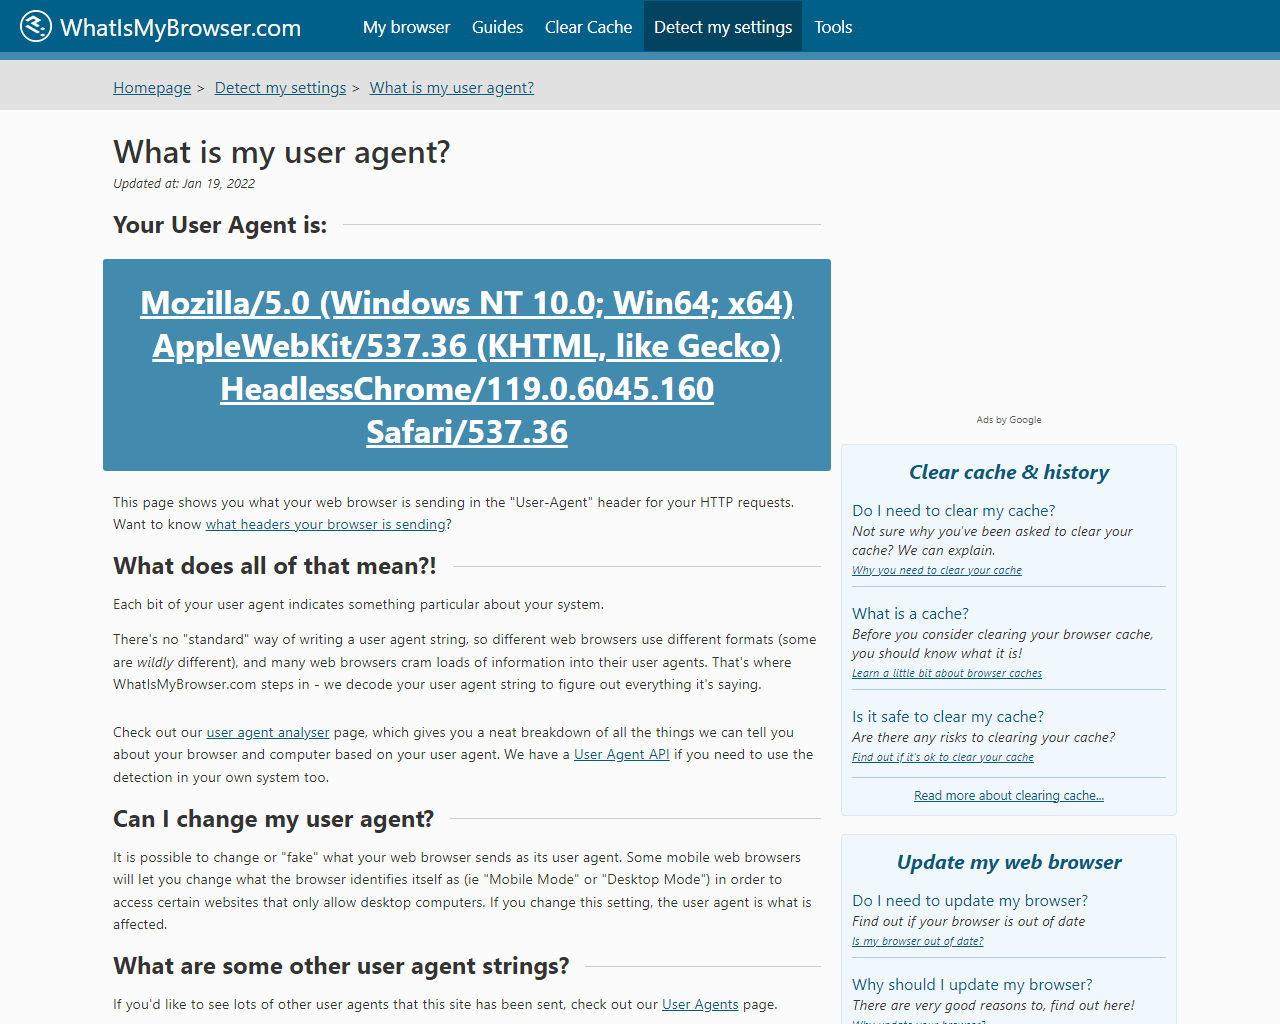 WhatIsMyBrowser.com
My browser
Guides
Clear Cache
Detect my settings
Tools
Homepage > Detect my settings > What is my user agent?
What is my user agent?
Updated at: Jan 19, 2022
Your User Agent is:
Mozilla/5.0 (Windows NT 10.0; Win64; x64)
AppleWebKit/537.36 (KHTML, like Gecko)
HeadlessChrome/119.0.6045.160
Safari/537.36
This page shows you what your web browser is sending in the "User-Agent" header for your HTTP requests.
Want to know what headers your browser is sending?
What does all of that mean?!
Each bit of your user agent indicates something particular about your system.
There's no "standard" way of writing a user agent string, so different web browsers use different formats (some
are wildly different), and many web browsers cram loads of information into their user agents. That's where
WhatIsMyBrowser.com steps in - we decode your user agent string to figure out everything it's saying.
Check out our user agent analyser page, which gives you a neat breakdown of all the things we can tell you
about your browser and computer based on your user agent. We have a User Agent API if you need to use the
detection in your own system too.
Can I change my user agent?
It is possible to change or "fake" what your web browser sends as its user agent. Some mobile web browsers
will let you change what the browser identifies itself as (ie "Mobile Mode" or "Desktop Mode") in order to
access certain websites that only allow desktop computers. If you change this setting, the user agent is what is
affected.
What are some other user agent strings?
If you'd like to see lots of other user agents that this site has been sent, check out our User Agents page.
Ads by Google
Clear cache & history
Do I need to clear my cache?
Not sure why you've been asked to clear your
cache? We can explain.
Why you need to clear your cache
What is a cache?
Before you consider clearing your browser cache,
you should know what it is!
Learn a little bit about browser caches
Is it safe to clear my cache?
Are there any risks to clearing your cache?
Find out if it's ok to clear your cache
Read more about clearing cache...
Update my web browser
Do I need to update my browser?
Find out if your browser is out of date
Is my browser out of date?
Why should I update my browser?
There are very good reasons to, find out here!
Why update your browser?